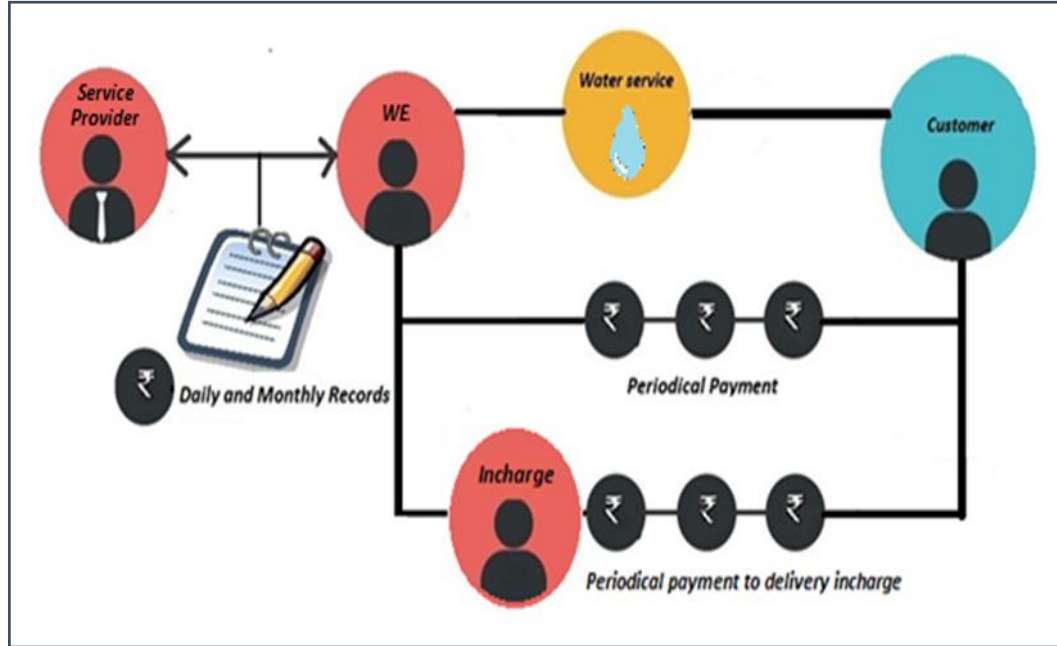 Service
Provider
WE
Water service
Customer
₹
₹
₹
Periodical Payment
₹
Daily and Monthly Records
Incharge
₹
₹
₹
Periodical payment to delivery incharge